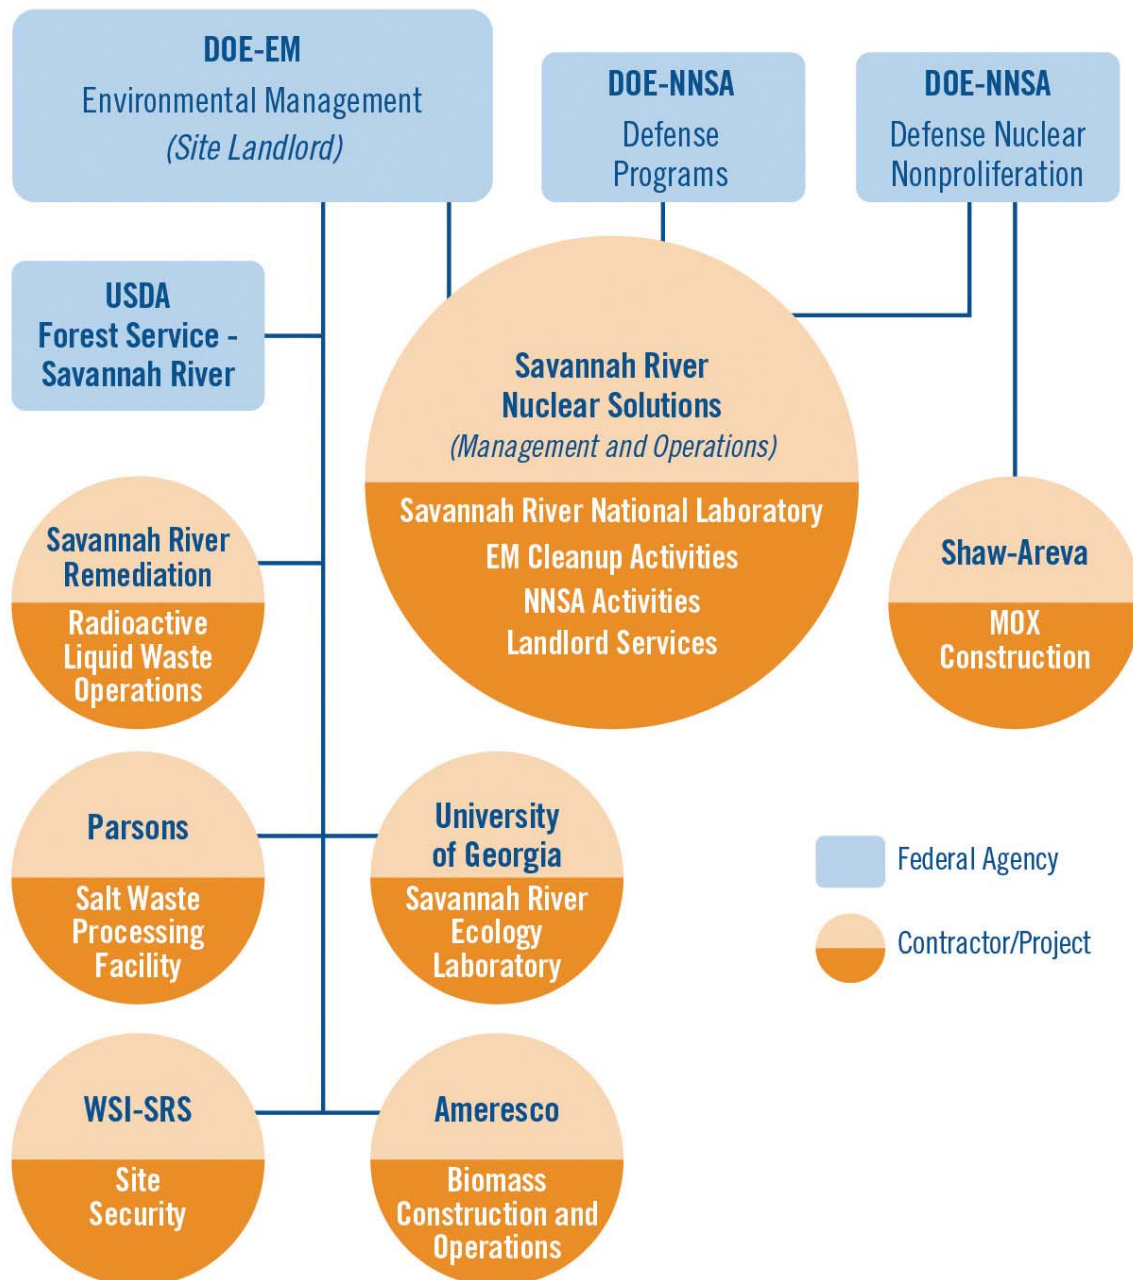 DOE-EM
Environmental Management
(Site Landlord)
DOE-NNSA
Defense
Programs
DOE-NNSA
Defense Nuclear
Nonproliferation
USDA
Forest Service -
Savannah River
Savannah River
Nuclear Solutions
(Management and Operations)
Savannah River National Laboratory
EM Cleanup Activities
NNSA Activities
Landlord Services
Savannah River
Remediation
Radioactive
Liquid Waste
Operations
Shaw-Areva
MOX
Construction
Parsons
Salt Waste
Processing
Facility
University
of Georgia
Savannah River
Ecology
Laboratory
Federal Agency
Contractor/Project
WSI-SRS
Site
Security
Ameresco
Biomass
Construction and
Operations